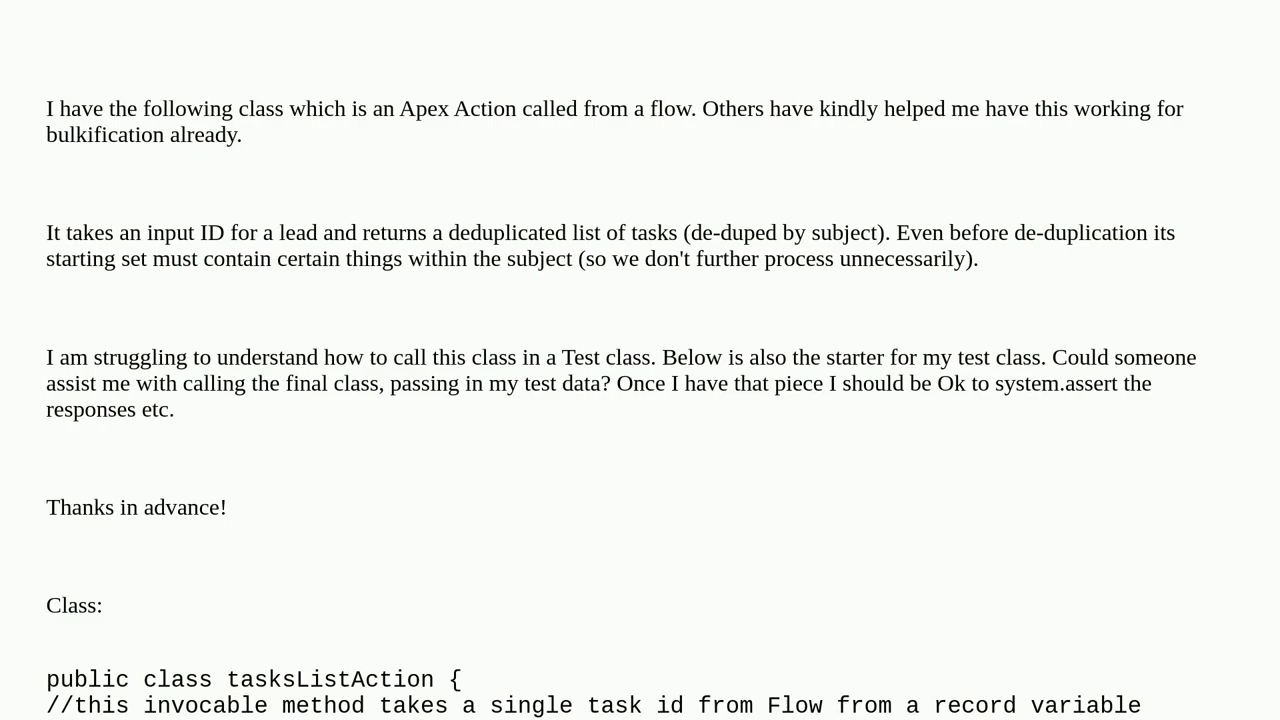 I have the following class which is an Apex Action called from a flow. Others have kindly helped me have this working for
bulkification already.
It takes an input ID for a lead and returns a deduplicated list of tasks (de-duped by subject). Even before de-duplication its
starting set must contain certain things within the subject (so we don't further process unnecessarily).
I am struggling to understand how to call this class in a Test class. Below is also the starter for my test class. Could someone
assist me with calling the final class, passing in my test data? Once I have that piece I should be Ok to system.assert the
responses etc.
Thanks in advance!
Class:
public class tasksListAction {
//this invocable method takes a single task id from Flow from a record variable